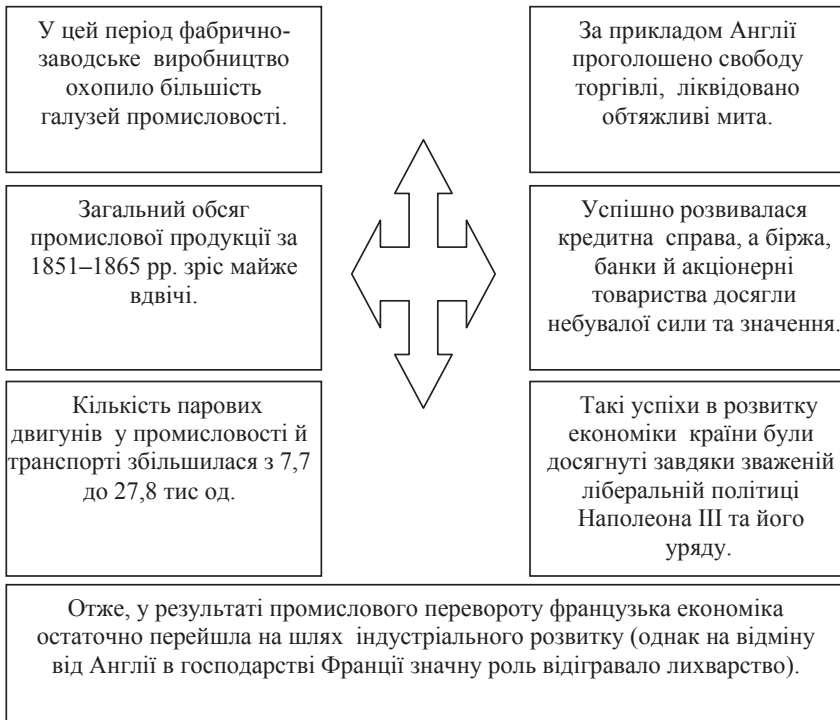 У цей період фабрично-
заводське виробництво
охопило більшість
галузей промисловості.
За прикладом Англії
проголошено свободу
торгівлі, ліквідовано
обтяжливі мита.
Загальний обсяг
промислової продукції за
1851–1865 рр. зріс майже
вдвічі.
Успішно розвивалася
кредитна справа, а біржа,
банки й акціонерні
товариства досягли
небувалої сили та значення.
Кількість парових
двигунів у промисловості й
транспорті збільшилася з 7,7
до 27,8 тис од.
Такі успіхи в розвитку
економіки країни були
досягнуті завдяки зваженій
ліберальній політиці
Наполеона ІІІ та його
уряду.
Отже, у результаті промислового перевороту французька економіка
остаточно перейшла на шлях індустріального розвитку (однак на відміну
від Англії в господарстві Франції значну роль відігравало лихварство).